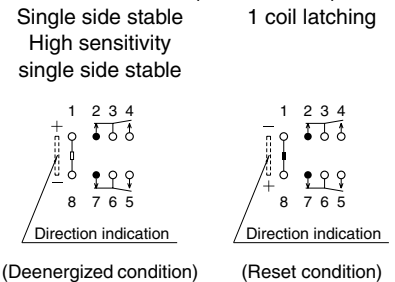 Single side stable
High sensitivity
single side stable
1 2 3 4
+
−
8 7 6 5
Direction indication
(Deenergized condition)
1 coil latching
1 2 3 4
−
+
8 7 6 5
Direction indication
(Reset condition)